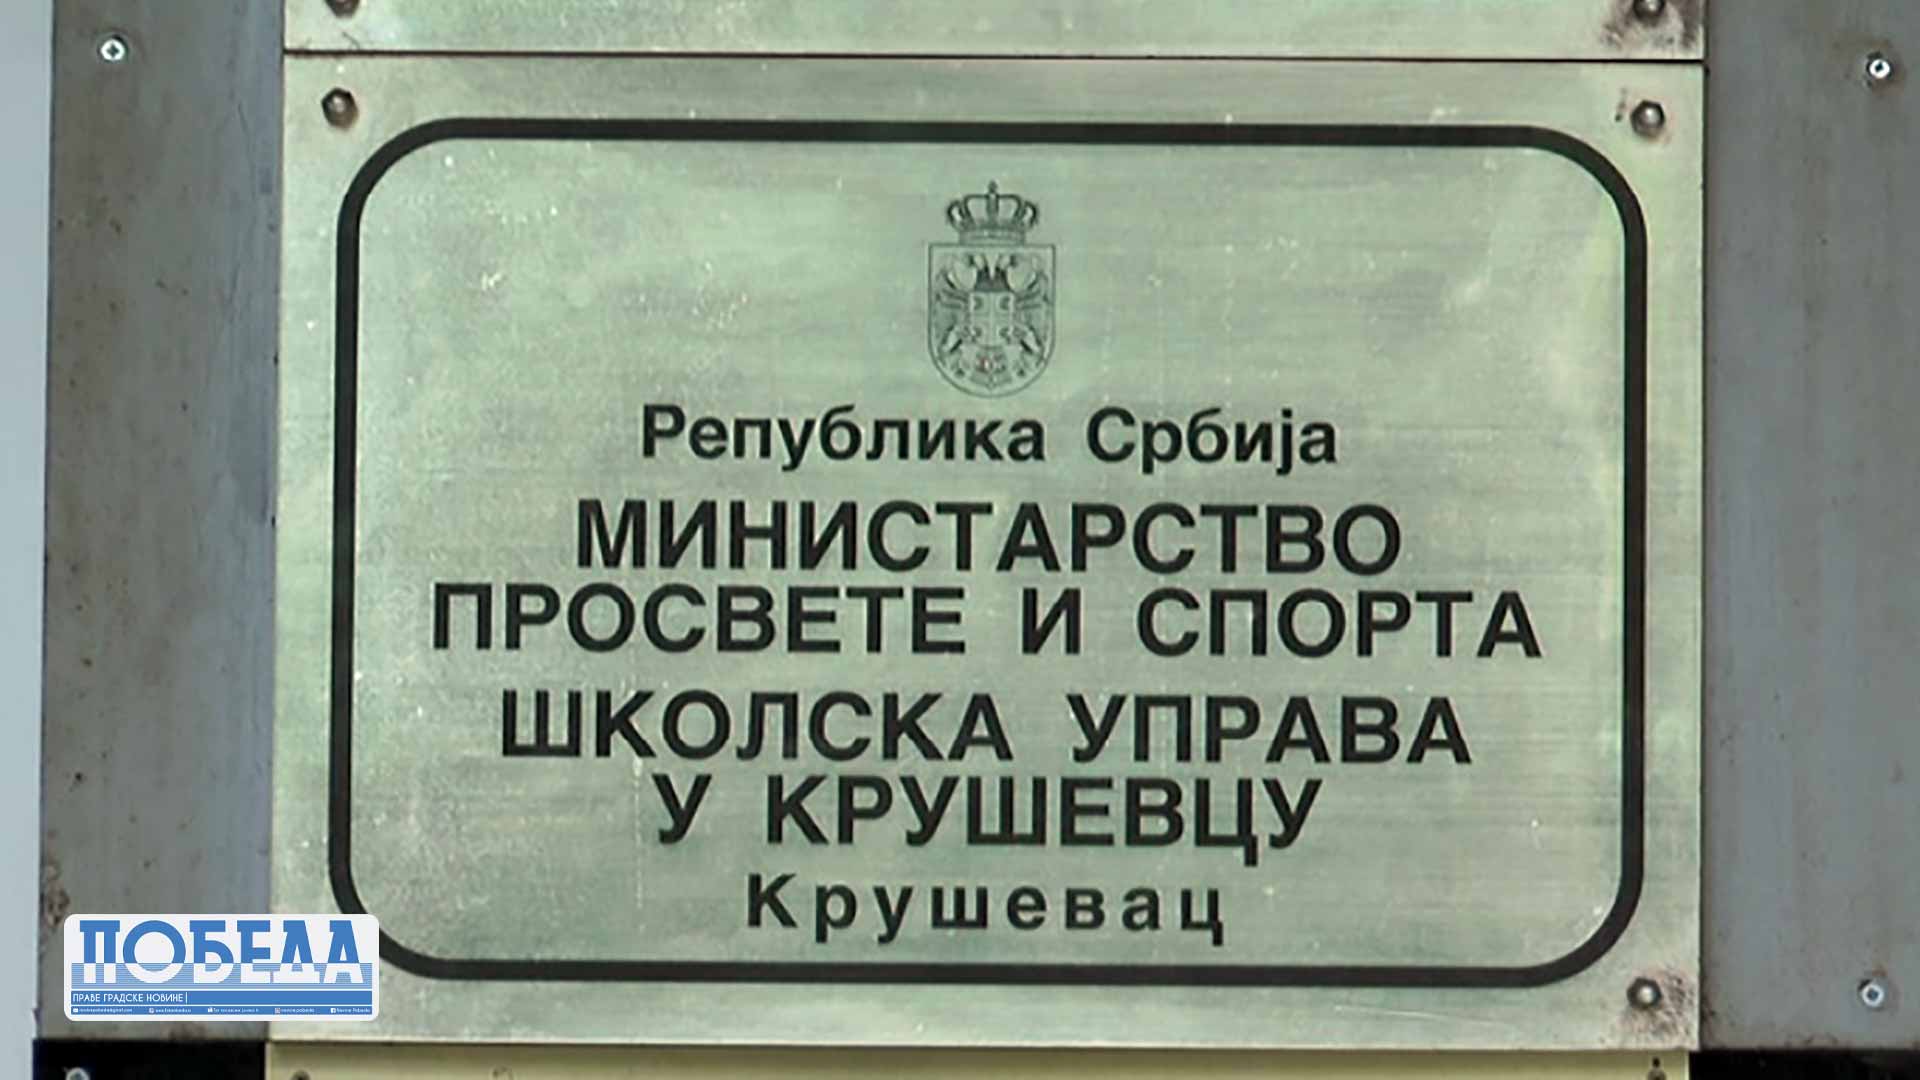 Република Србија
МИНИСТАРСТВО
ПРОСВЕТЕ И СПОРТА
ШКОЛСКА УПРАВА
У КРУШЕВЦУ
Крушевац
ПОБЕДА
ПРАВЕ ГРАДСКЕ НОВИНЕ